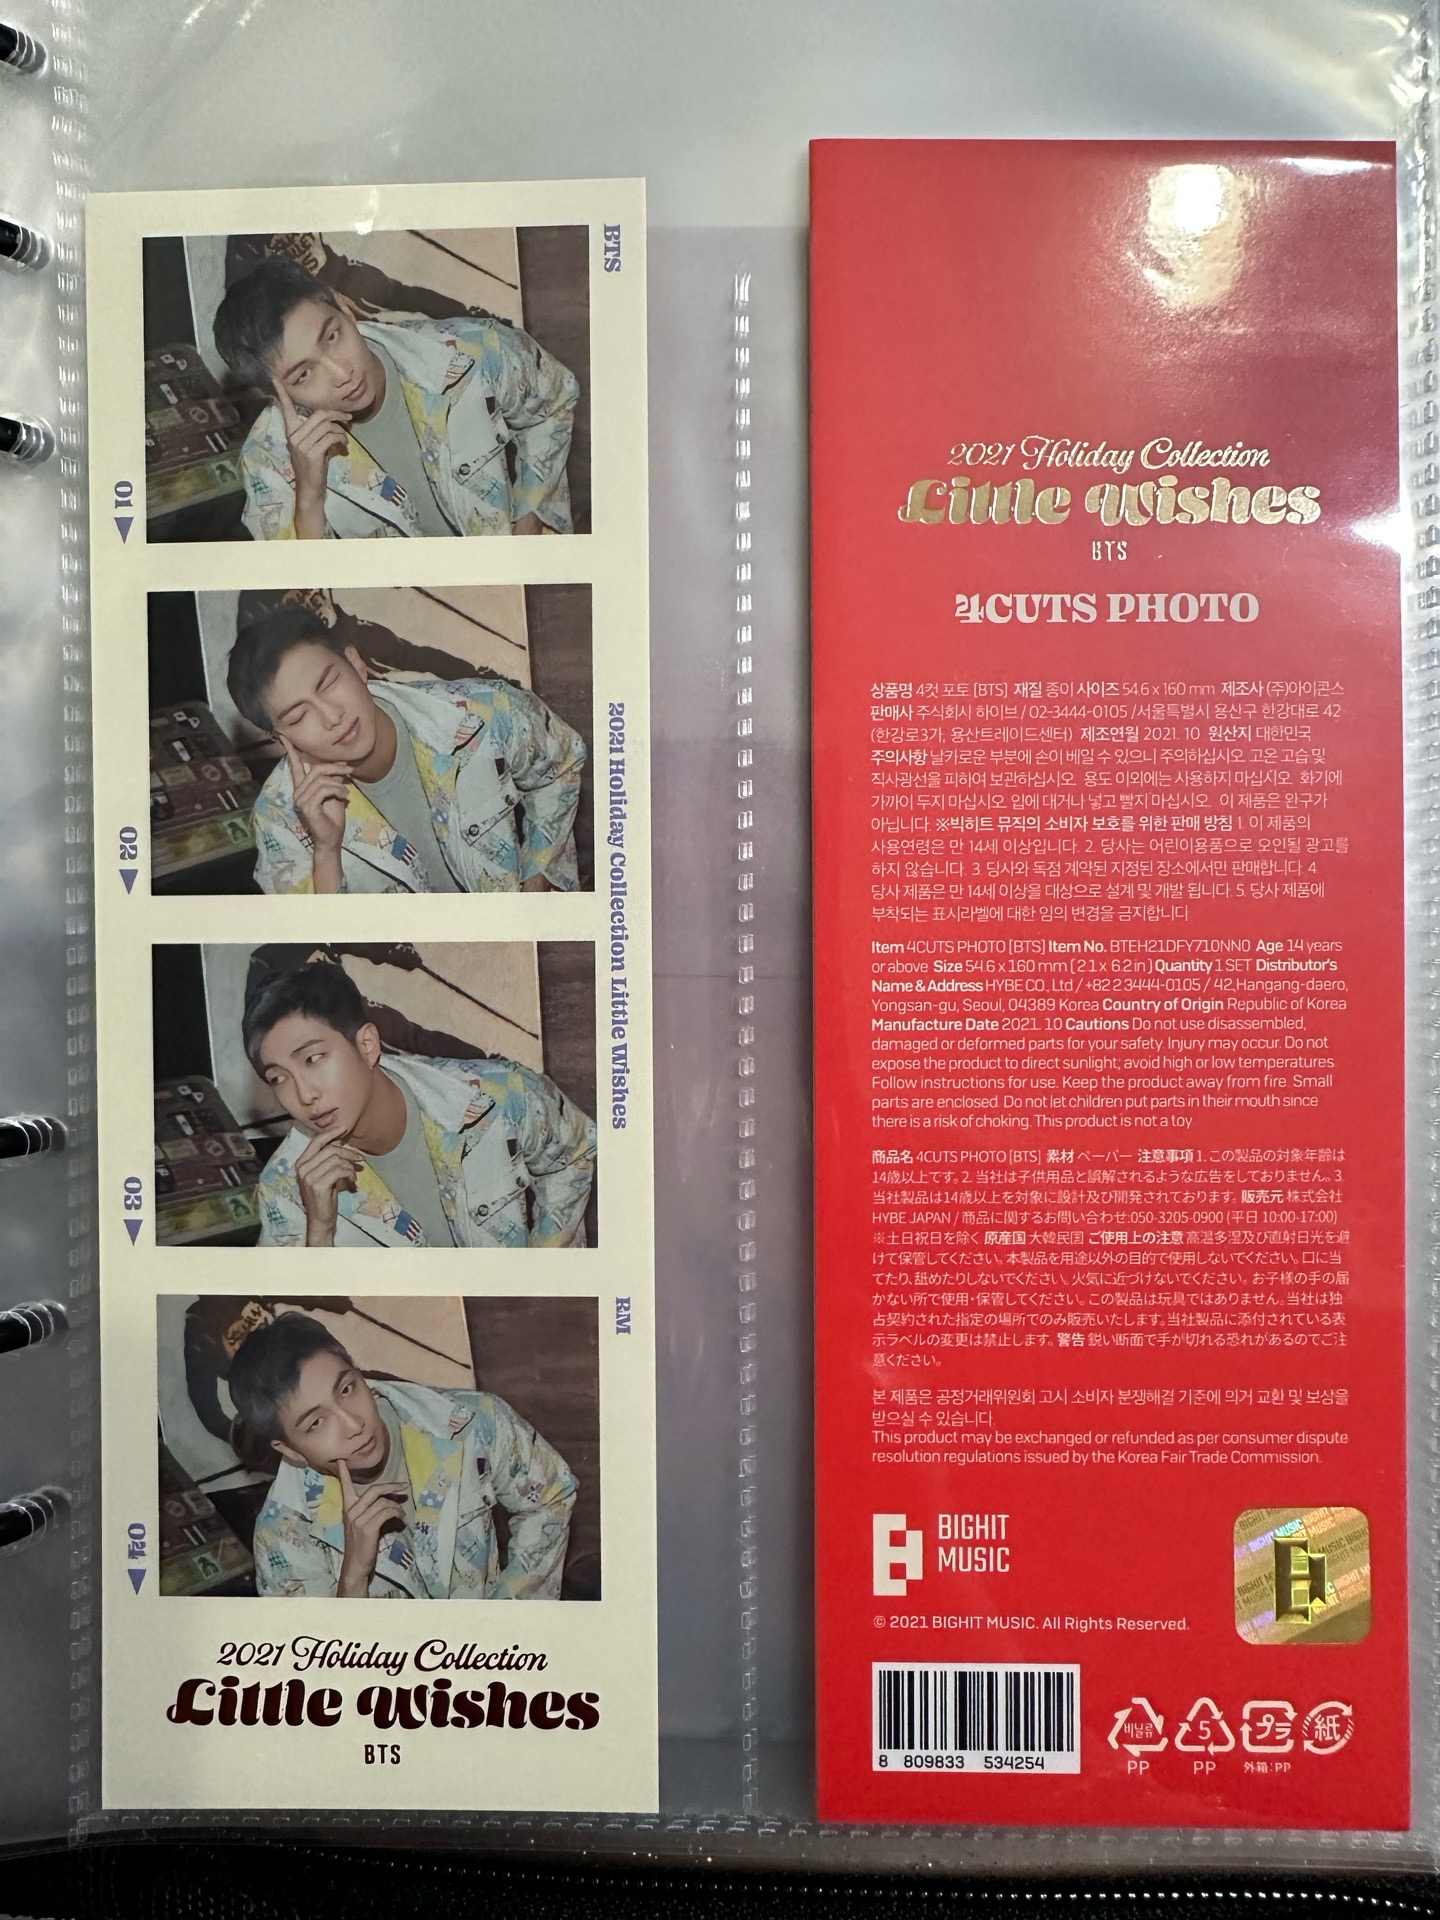 BTS
01
02
2021 Holiday Collection Little Wishes
03
RM
04
2021 Holiday Collection
Little Wishes
BTS
2021 Holiday Collection
Little Wishes
BTS
4CUTS PHOTO
상품명 4컷 포토 [BTS] 재질 종이 사이즈 54.6 x 160 mm 제조사 (주)아이콘스
판매사 주식회사 하이브 / 02-3444-0105 /서울특별시 용산구 한강대로 42
(한강로3가, 용산트레이드센터) 제조연월 2021. 10 원산지 대한민국
주의사항 날카로운 부분에 손이 베일 수 있으니 주의하십시오. 고온 고습 및
직사광선을 피하여 보관하십시오. 용도 이외에는 사용하지 마십시오. 화기에
가까이 두지 마십시오. 입에 대거나 넣고 빨지 마십시오. 이 제품은 완구가
아닙니다. ※빅히트 뮤직의 소비자 보호를 위한 판매 방침 1. 이 제품의
사용연령은 만 14세 이상입니다. 2. 당사는 어린이용품으로 오인될 광고를
하지 않습니다. 3. 당사와 독점 계약된 지정된 장소에서만 판매합니다. 4.
당사 제품은 만 14세 이상을 대상으로 설계 및 개발 됩니다. 5. 당사 제품에
부착되는 표시라벨에 대한 임의 변경을 금지합니다
Item 4CUTS PHOTO [BTS] Item No. BTEH21DFY710NN0 Age 14 years
or above Size 54.6 x 160 mm [2.1 x 6.2 in] Quantity 1 SET Distributor's
Name & Address HYBE CO., Ltd / +82 2 3444-0105 / 42, Hangang-daero,
Yongsan-gu, Seoul, 04389 Korea Country of Origin Republic of Korea
Manufacture Date 2021. 10 Cautions Do not use disassembled,
damaged or deformed parts for your safety. Injury may occur. Do not
expose the product to direct sunlight; avoid high or low temperatures.
Follow instructions for use. Keep the product away from fire. Small
parts are enclosed. Do not let children put parts in their mouth since
there is a risk of choking. This product is not a toy
商品名 4CUTS PHOTO [BTS] 素材 ペーパー 注意事項 1. この製品の対象年齢は
14歳以上です。2. 当社は子供用品と誤解されるような広告をしておりません。3.
当社製品は14歳以上を対象に設計及び開発されております。販売元 株式会社
HYBE JAPAN / 商品に関するお問い合わせ:050-3205-0900 (平日 10:00-17:00)
※土日祝日を除く 原産国 大韓民国 ご使用上の注意 高温多湿及び直射日光を避
けて保管してください。本製品を用途以外の目的で使用しないでください。口に当
てたり、舐めたりしないでください。火気に近づけないでください。お子様の手の届
かない所で使用・保管してください。この製品は玩具ではありません。当社は独
占契約された指定の場所でのみ販売いたします。当社製品に添付されている表
示ラベルの変更は禁止します。警告 鋭い断面で手が切れる恐れがあるのでご注
意ください。
본 제품은 공정거래위원회 고시 소비자 분쟁해결 기준에 의거 교환 및 보상을
받으실 수 있습니다.
This product may be exchanged or refunded as per consumer dispute
resolution regulations issued by the Korea Fair Trade Commission.
BIGHIT
MUSIC
© 2021 BIGHIT MUSIC. All Rights Reserved.
BIGHIT MUSIC
8 809833 534254
비닐류
PP
5
PP
プラ
外箱:PP
紙